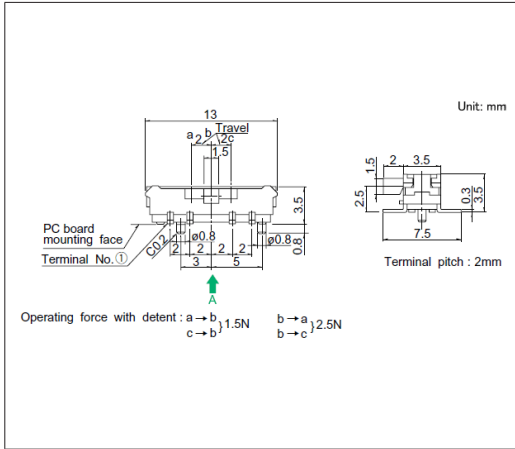 Unit: mm
13
Travel
a b
2 2c
1.5
3.5
0.8
PC board
mounting face
Terminal No.①
C0.2
ø0.8
ø0.8
2 2 2 2
3 5
A
2 3.5
1.5
2.5
0.3
3.5
7.5
Terminal pitch : 2mm
Operating force with detent : a→b
c→b
}1.5N
b→a
b→c
}2.5N